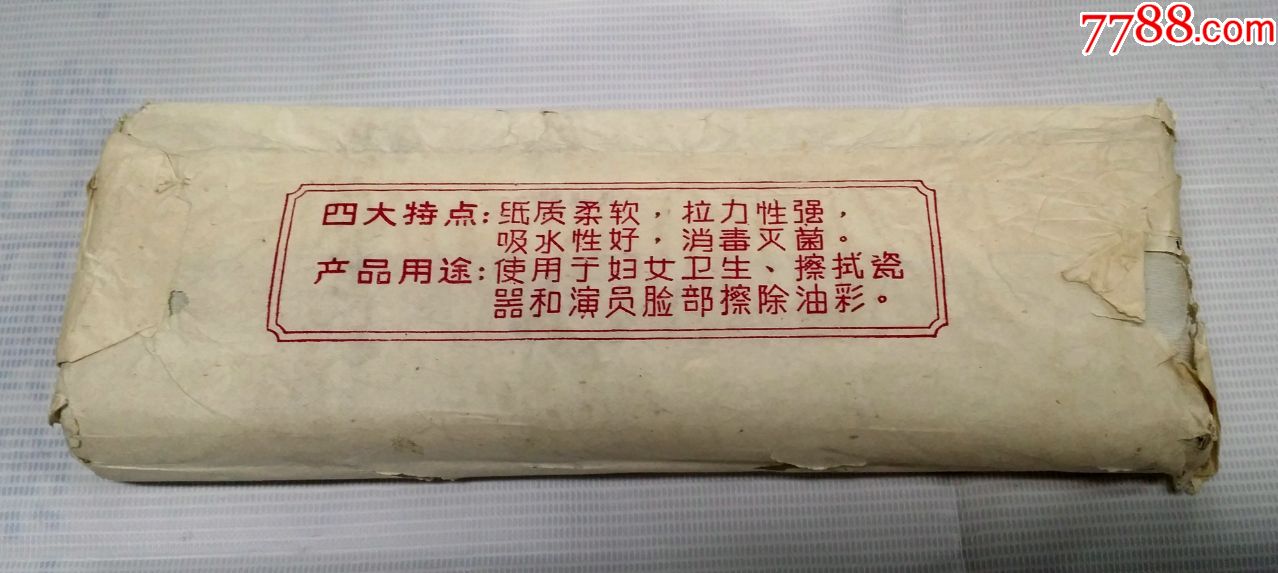 7788.com
四大特点：纸质柔软，拉力性强，
吸水性好，消毒灭菌。
产品用途：使用于妇女卫生、擦拭瓷
器和演员脸部擦除油彩。